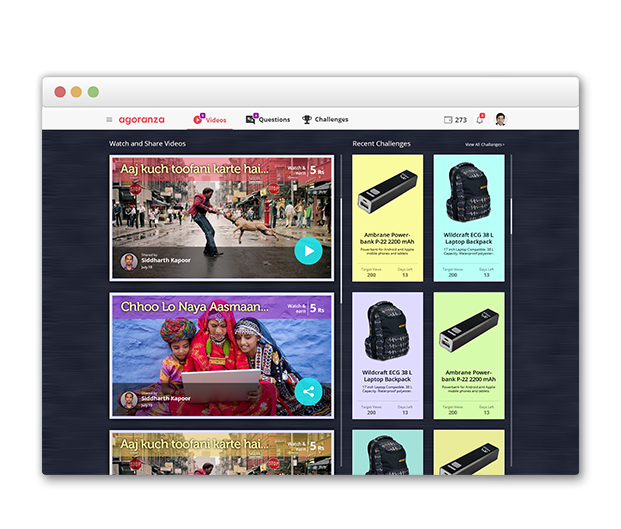 agoranza
Videos
Questions
Challenges
273
Watch and Share Videos
Aaj kuch toofani karte hai...
Watch & earn 5 Rs
Shared by
Siddharth Kapoor
July 19
Chhoo Lo Naya Aasmaan...
Watch & earn 5 Rs
Shared by
Siddharth Kapoor
July 19
Aaj kuch toofani karte hai...
Watch & earn 5 Rs
Recent Challenges
View All Challenges
Ambrane Power-
bank P-22 2200 mAh
Powerbank for Android and Apple
mobile phones and tablets
Target Views
Days Left
200
13
Wildcraft ECG 38 L
Laptop Backpack
17 inch Laptop Compatible. 38 L
Capacity. Waterproof polyester.
Target Views
Days Left
200
13
Wildcraft ECG 38 L
Laptop Backpack
17 inch Laptop Compatible. 38 L
Capacity. Waterproof polyester.
Target Views
Days Left
200
13
Ambrane Power-
bank P-22 2200 mAh
Powerbank for Android and Apple
mobile phones and tablets
Target Views
Days Left
200
13